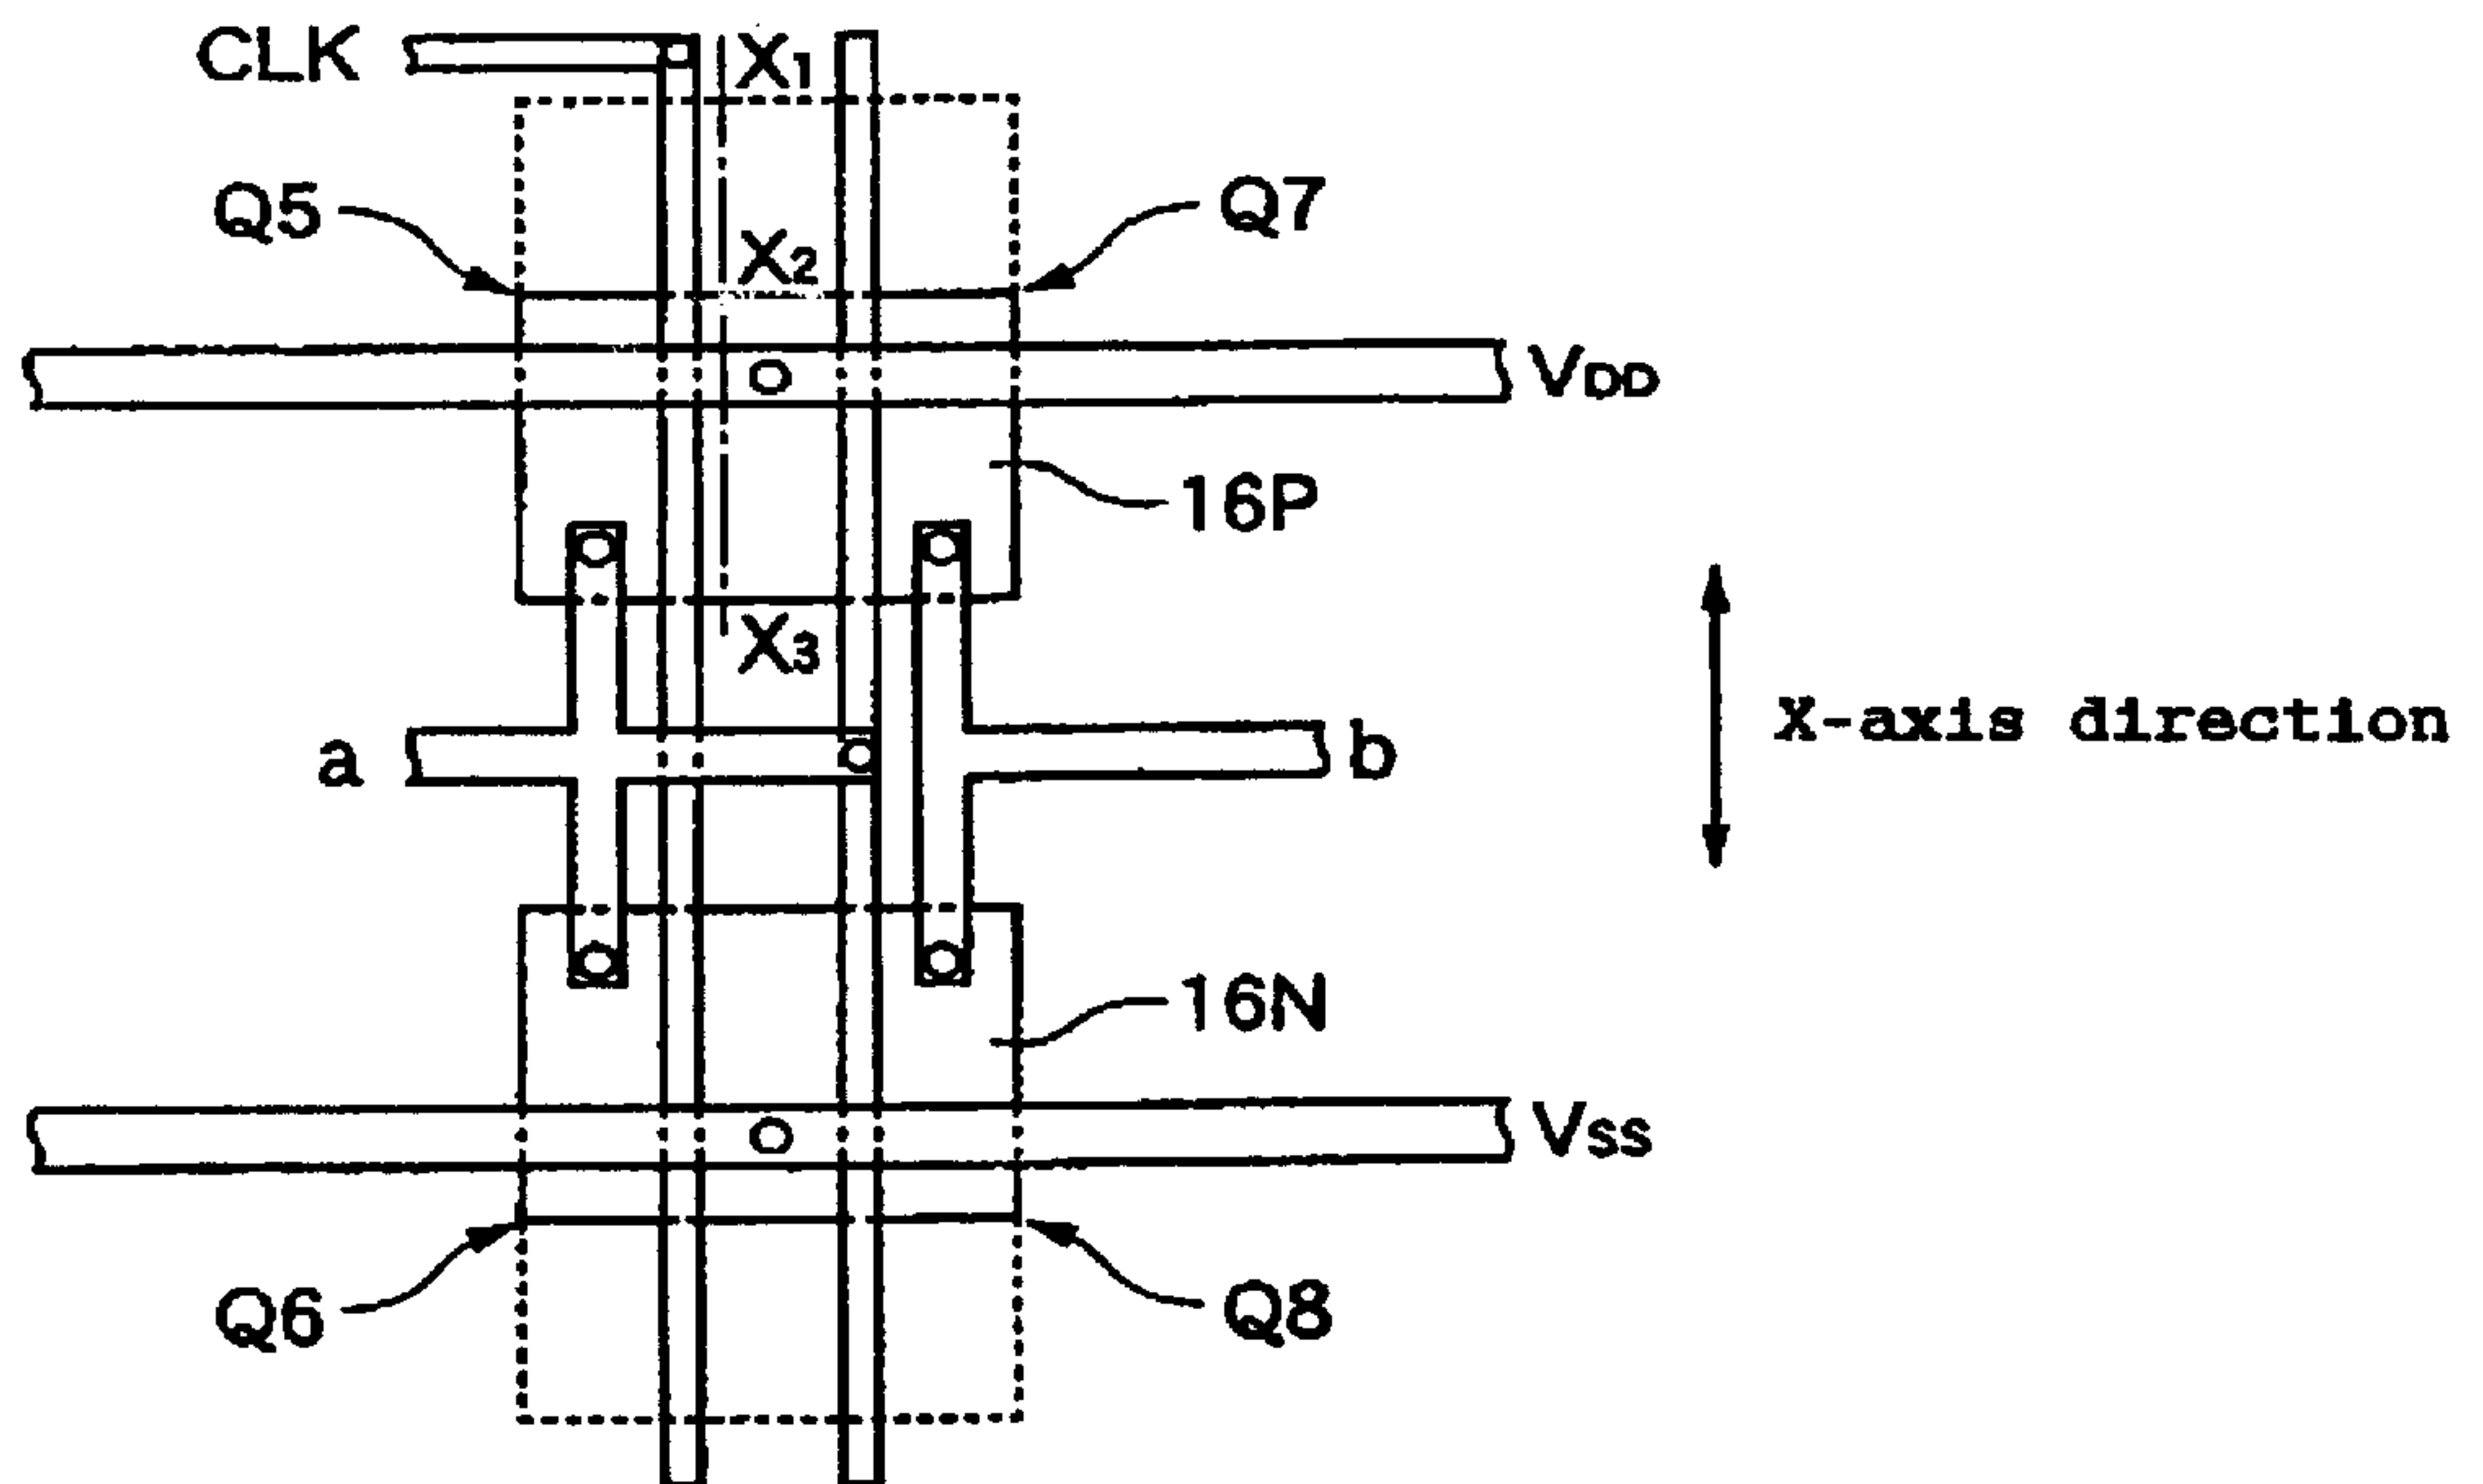 CLK
X1
Q5
Q7
X2
VDD
16P
X3
a
b
X-axis direction
16N
VSS
Q6
Q8